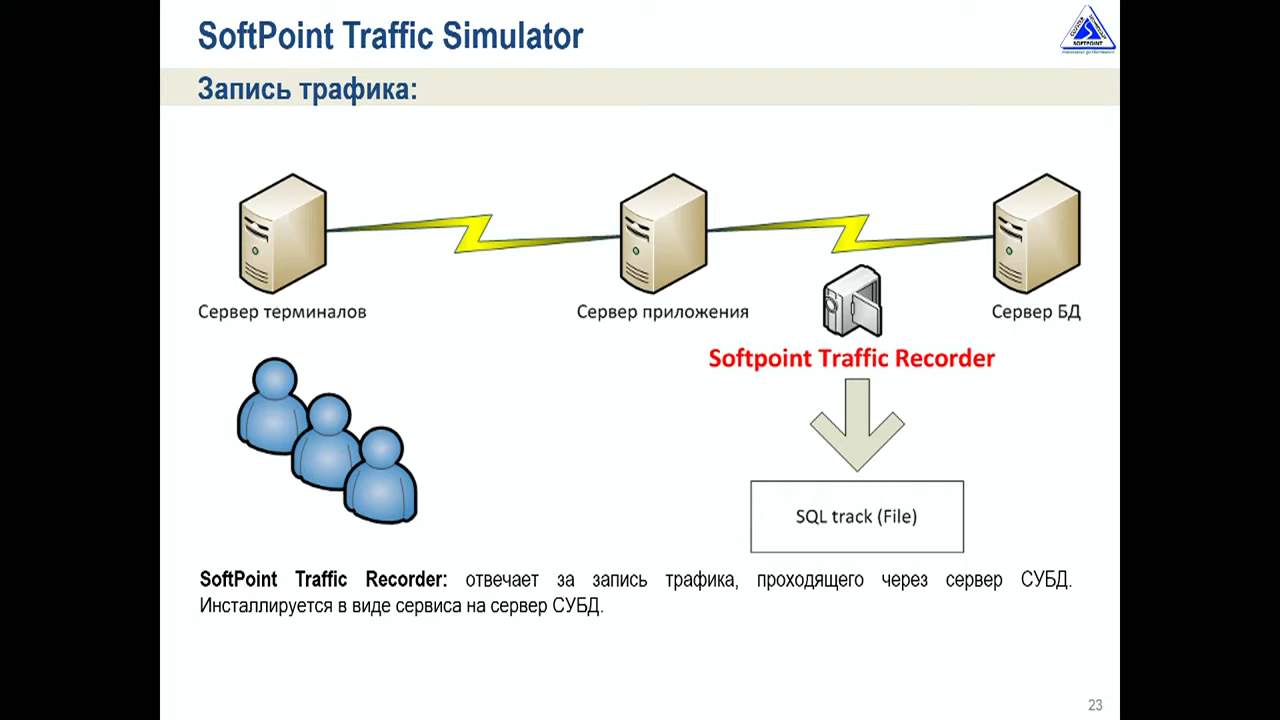 SoftPoint Traffic Simulator
SOFTPOINT
Запись трафика:
Сервер терминалов
Сервер приложения
Сервер БД
Softpoint Traffic Recorder
SQL track (File)
SoftPoint Traffic Recorder: отвечает за запись трафика, проходящего через сервер СУБД.
Инсталлируется в виде сервиса на сервер СУБД.
23